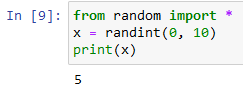 In [9]: from random import *
x = randint(0, 10)
print(x)
5